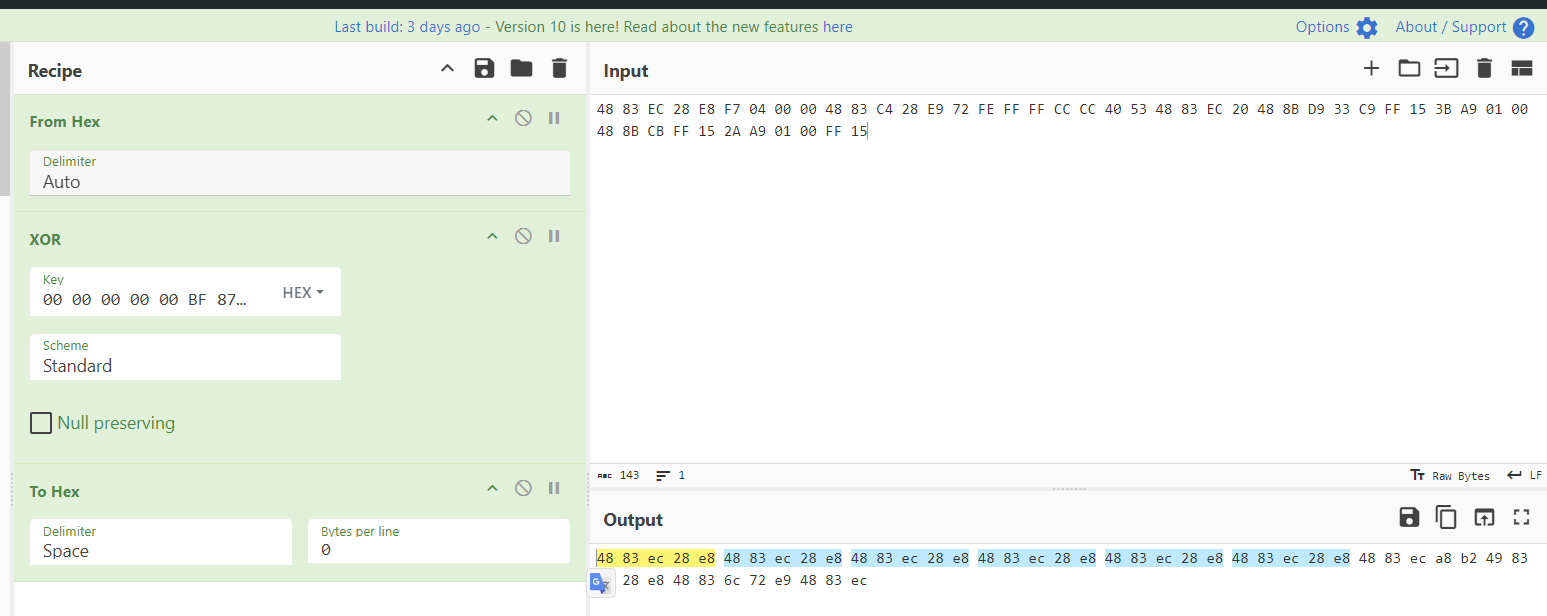 Last build: 3 days ago - Version 10 is here! Read about the new features here
Options
About / Support
Recipe
Input
From Hex
Delimiter
Auto
48 83 EC 28 E8 F7 04 00 00 48 83 C4 28 E9 72 FE FF FF CC CC 40 53 48 83 EC 20 48 8B D9 33 C9 FF 15 3B A9 01 00
48 8B CB FF 15 2A A9 01 00 FF 15
XOR
Key
00 00 00 00 00 BF 87...
HEX
Scheme
Standard
Null preserving
ABC 143
1
Tт Raw Bytes
LF
To Hex
Delimiter
Space
Bytes per line
0
Output
48 83 ec 28 e8 48 83 ec 28 e8 48 83 ec 28 e8 48 83 ec 28 e8 48 83 ec 28 e8 48 83 ec 28 e8 48 83 ec a8 b2 49 83
28 e8 48 83 6c 72 e9 48 83 ec